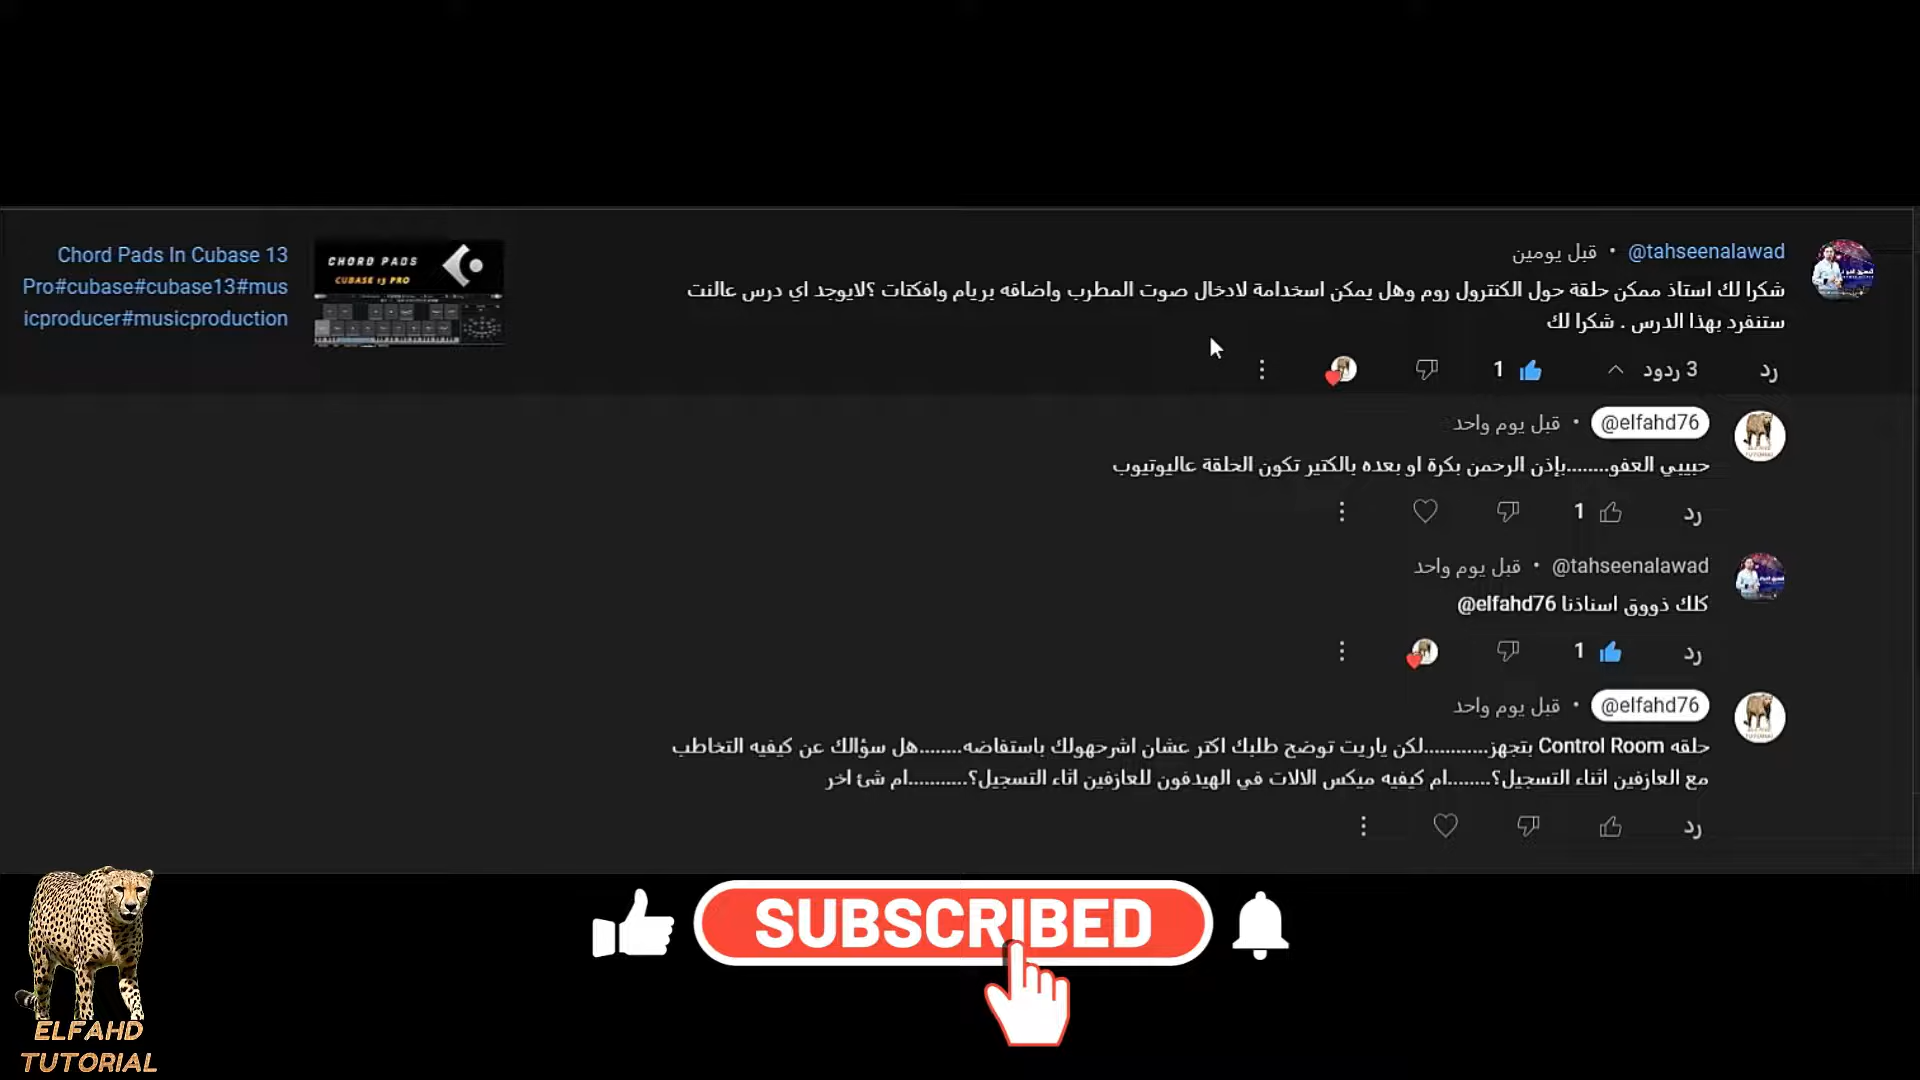 Chord Pads In Cubase 13
Pro#cubase#cubase13#mus
icproducer#musicproduction
CHORD PADS
CUBASE 13 PRO
@tahseenalawad • قبل يومين
شكرا لك استاذ ممكن حلقة حول الكنترول روم وهل يمكن اسخدامة لادخال صوت المطرب واضافه بريام وافكتات ؟لايوجد اي درس عالنت
ستنفرد بهذا الدرس . شكرا لك
رد 3 ردود 1
@elfahd76 • قبل يوم واحد
حبيبي العفو........بإذن الرحمن بكرة او بعده بالكتير تكون الحلقة عاليوتيوب
رد 1
@tahseenalawad • قبل يوم واحد
كلك ذووق اسناذنا @elfahd76
رد 1
@elfahd76 • قبل يوم واحد
حلقه Control Room بتجهز............لكن ياريت توضح طلبك اكتر عشان اشرحهولك باستفاضه........هل سؤالك عن كيفيه التخاطب
مع العازفين اثناء التسجيل؟........ام كيفيه ميكس الالات في الهيدفون للعازفين اثاء التسجيل؟...........ام شئ اخر
رد
SUBSCRIBED
ELFAHD
TUTORIAL